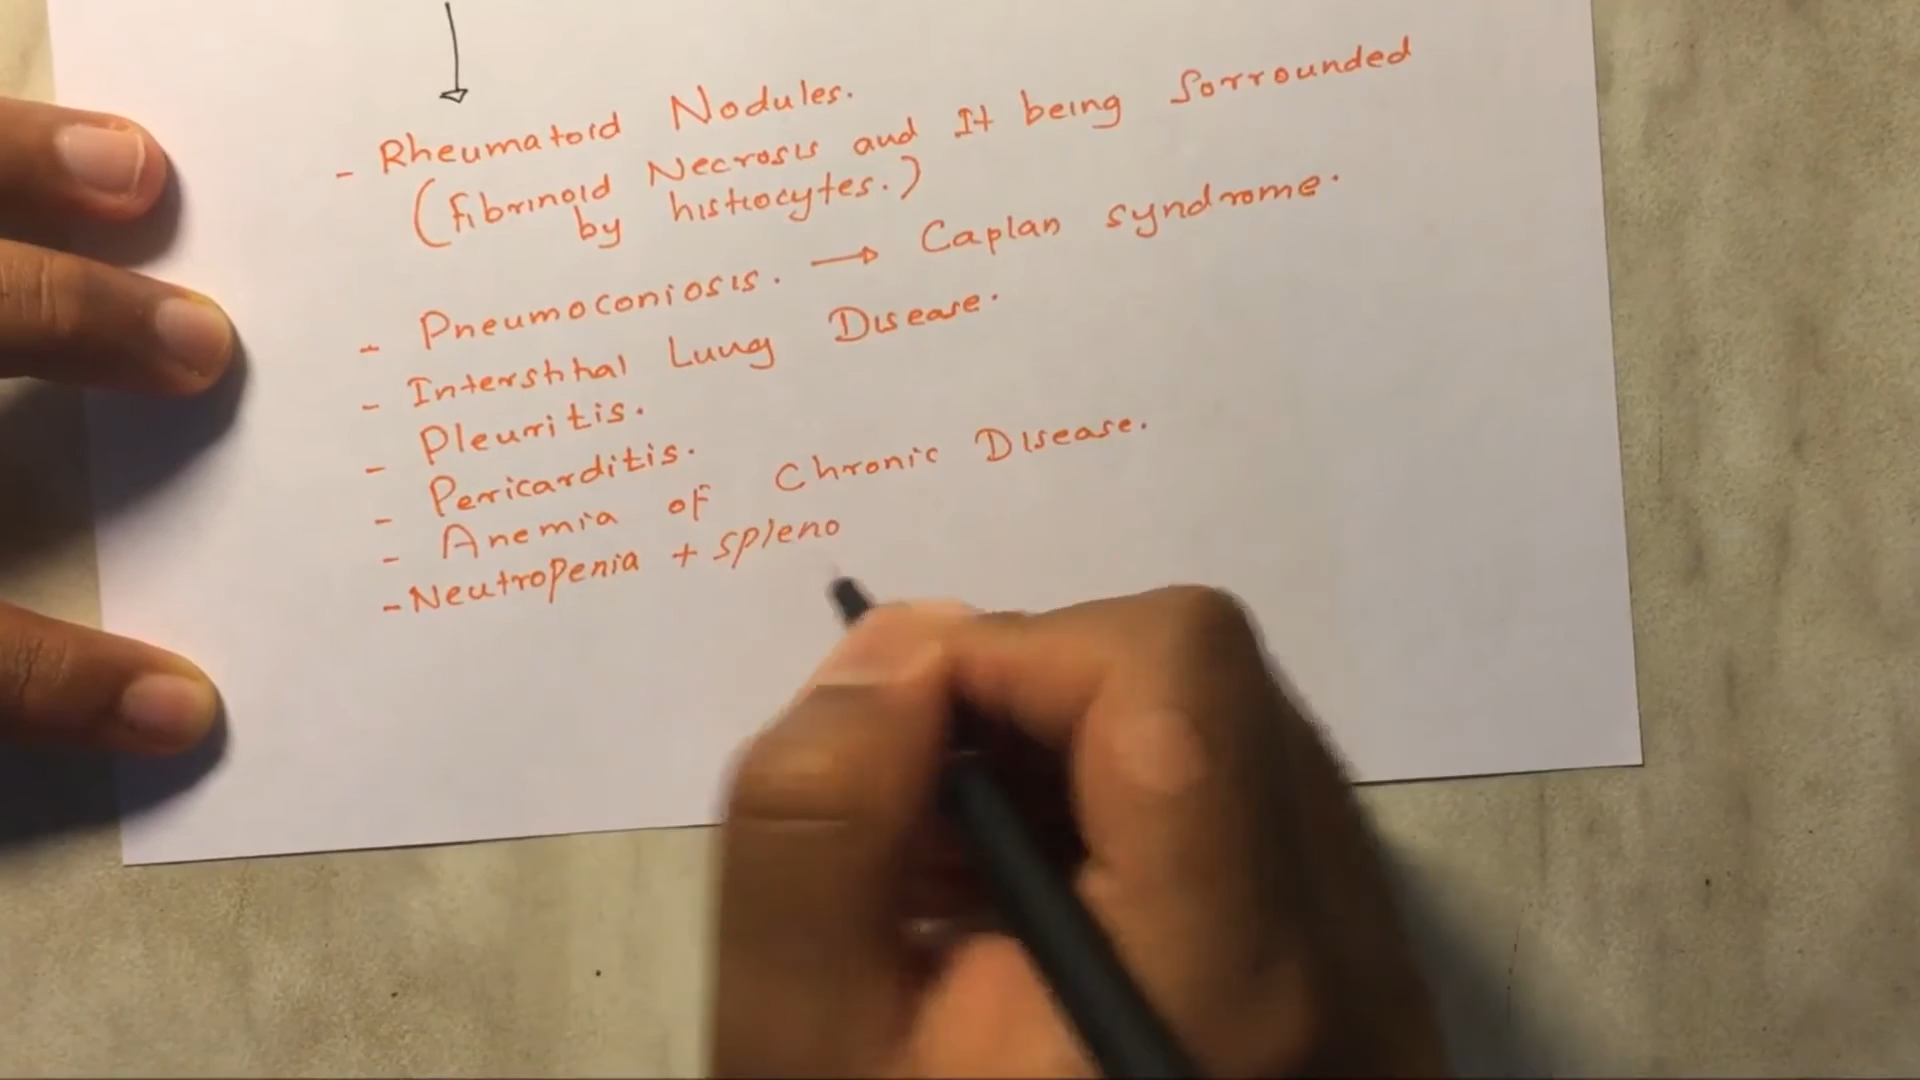 - Rheumatoid Nodules.
(Fibrinoid Necrosis and It being Sorrounded
by histiocytes.)
- Pneumoconiosis. → Caplan syndrome.
- Interstitial Lung Disease.
- Pleuritis.
- Pericarditis.
- Anemia of Chronic Disease.
- Neutropenia + spleno